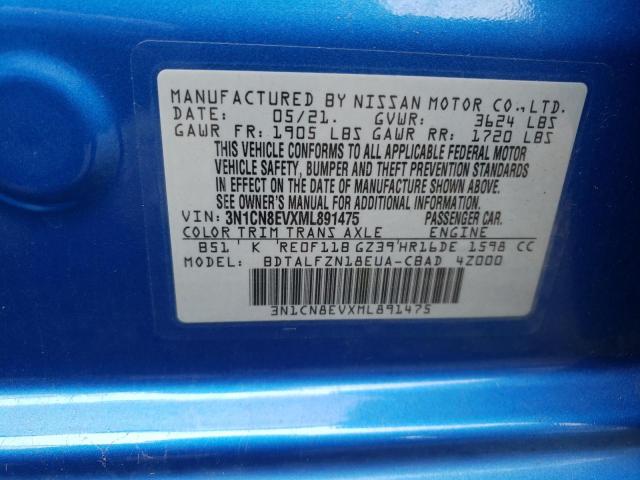 MANUFACTURED BY NISSAN MOTOR CO.,LTD.
DATE: 05/21. GVWR: 3624 LBS
GAWR FR: 1905 LBS GAWR RR: 1720 LBS
THIS VEHICLE CONFORMS TO ALL APPLICABLE FEDERAL MOTOR
VEHICLE SAFETY, BUMPER AND THEFT PREVENTION STANDARDS
IN EFFECT ON THE DATE OF MANUFACTURE SHOWN ABOVE.
SEE OWNER'S MANUAL FOR ADDITIONAL INFORMATION.
VIN: 3N1CN8EVXML891475 PASSENGER CAR.
COLOR TRIM TRANS AXLE ENGINE
B51 K RE0F11B GZ39 HR16DE 1598 CC
MODEL: BDTALFZN18EUA-CBAD 4Z000
3N1CN8EVXML891475